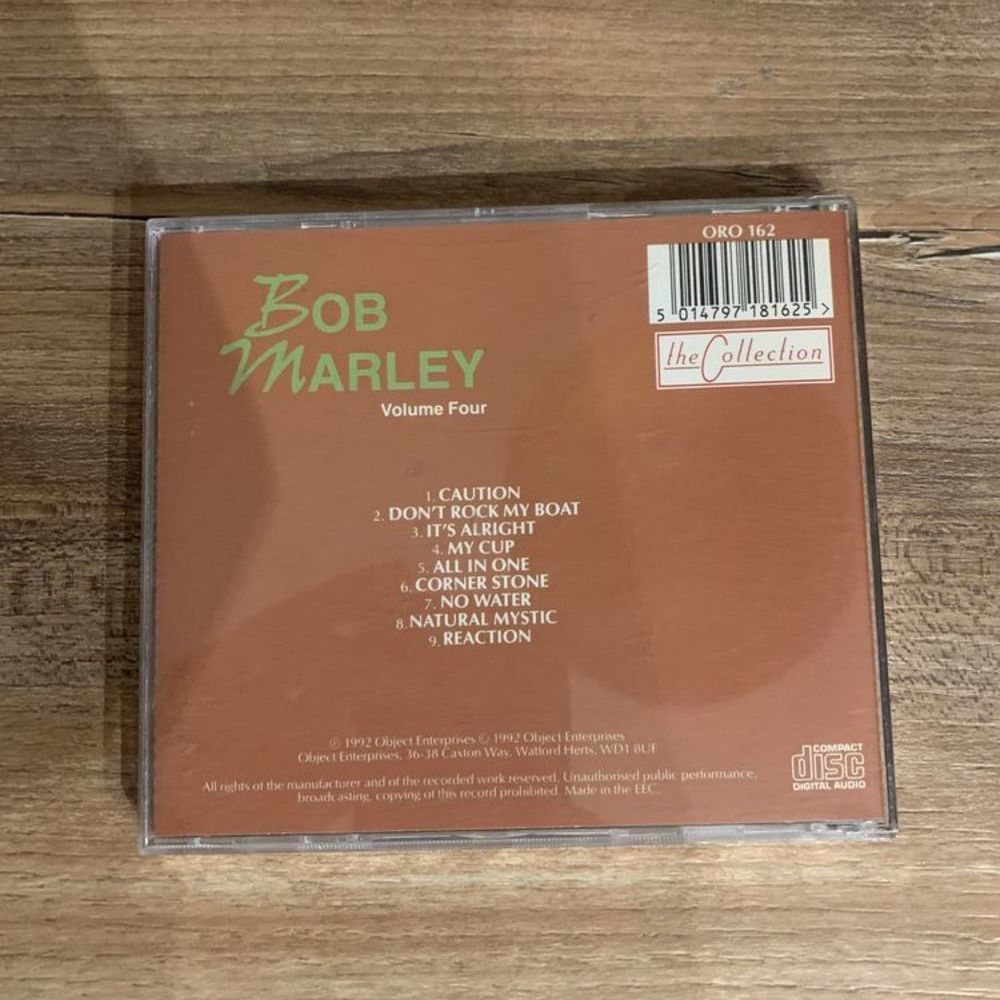 ORO 162
5 014797 181625 >
the Collection
BOB
MARLEY
Volume Four
1. CAUTION
2. DON'T ROCK MY BOAT
3. IT'S ALRIGHT
4. MY CUP
5. ALL IN ONE
6. CORNER STONE
7. NO WATER
8. NATURAL MYSTIC
9. REACTION
℗ 1992 Object Enterprises © 1992 Object Enterprises
Object Enterprises, 36-38 Caxton Way, Watford Herts, WD1 8UF
All rights of the manufacturer and of the recorded work reserved. Unauthorised public performance,
broadcasting, copying of this record prohibited. Made in the EEC.
COMPACT
disc
DIGITAL AUDIO